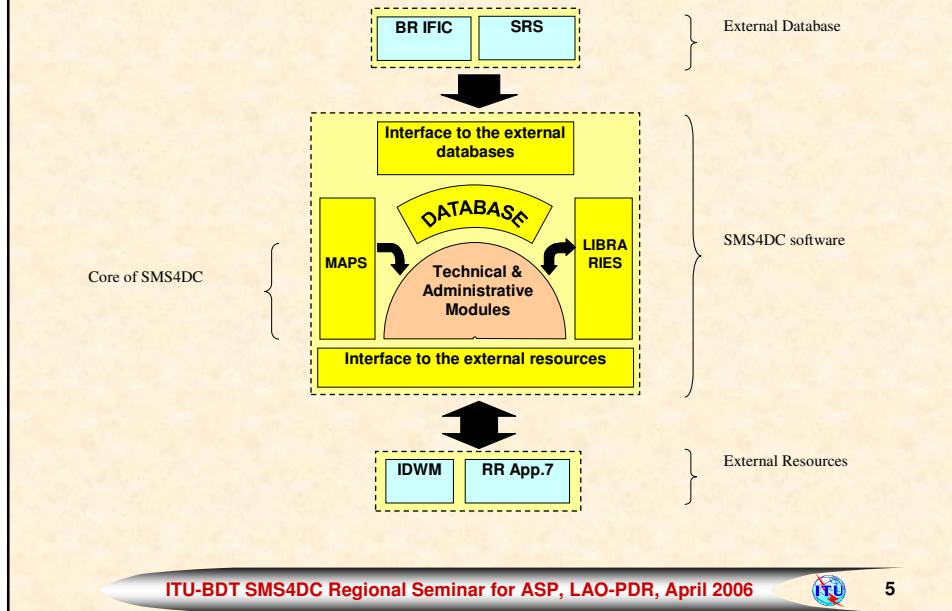 BR IFIC
SRS
External Database
Interface to the external
databases
DATABASE
MAPS
LIBRA
RIES
SMS4DC software
Core of SMS4DC
Technical &
Administrative
Modules
Interface to the external resources
IDWM
RR App.7
External Resources
ITU-BDT SMS4DC Regional Seminar for ASP, LAO-PDR, April 2006
ITU
5